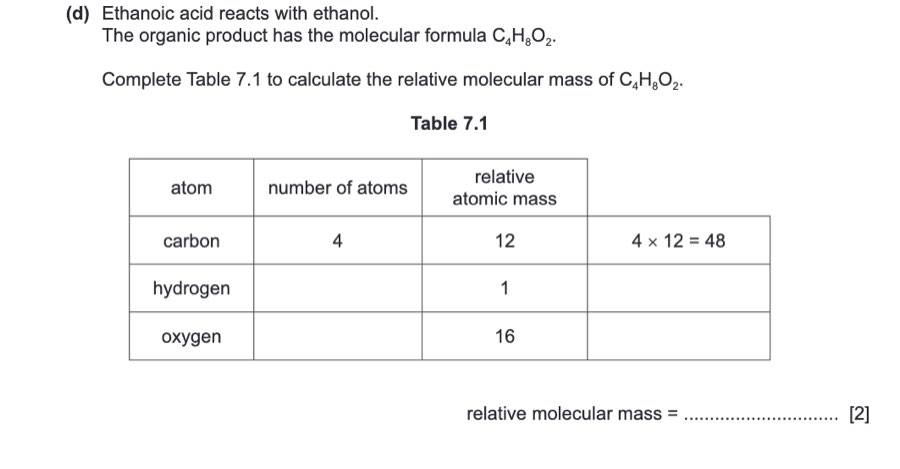 (d) Ethanoic acid reacts with ethanol.
The organic product has the molecular formula C₄H₈O₂.
Complete Table 7.1 to calculate the relative molecular mass of C₄H₈O₂.
Table 7.1
atom number of atoms relative atomic mass
carbon 4 12 4 × 12 = 48
hydrogen 1
oxygen 16
relative molecular mass = .............................. [2]